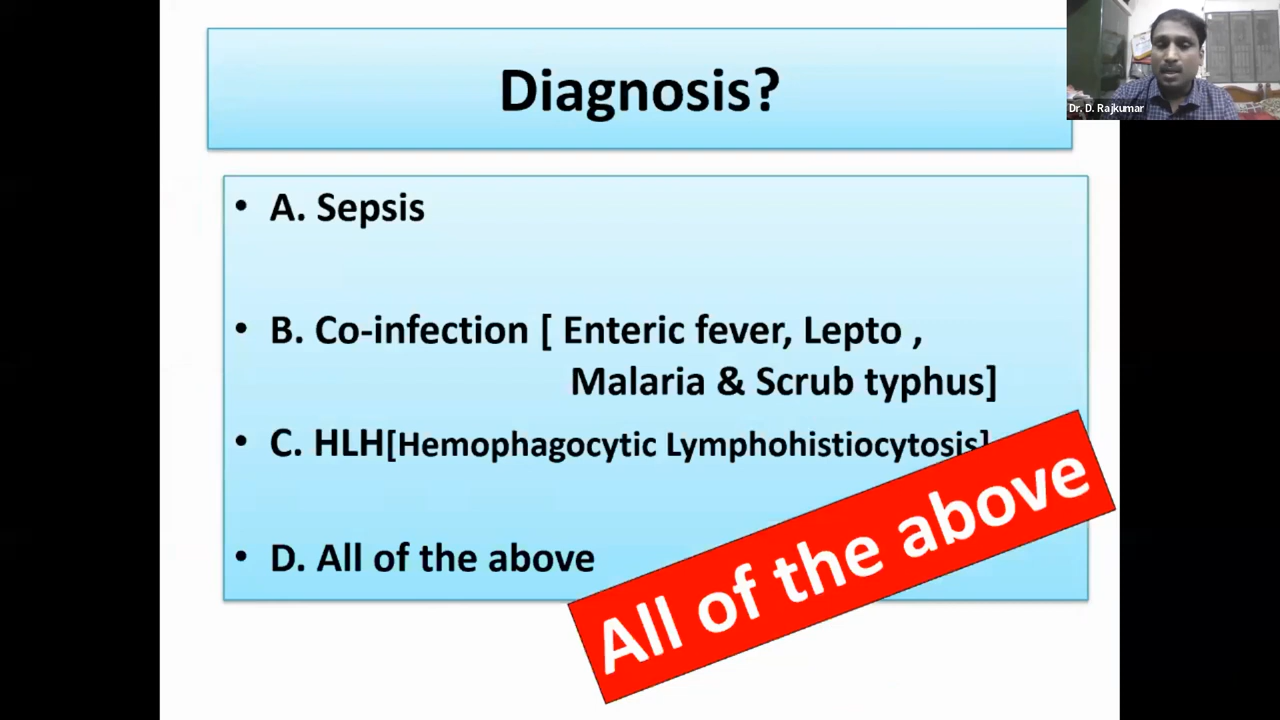 Diagnosis?
Dr. D. Rajkumar
• A. Sepsis
• B. Co-infection [ Enteric fever, Lepto ,
Malaria & Scrub typhus]
• C. HLH[Hemophagocytic Lymphohistiocytosis]
• D. All of the above
All of the above